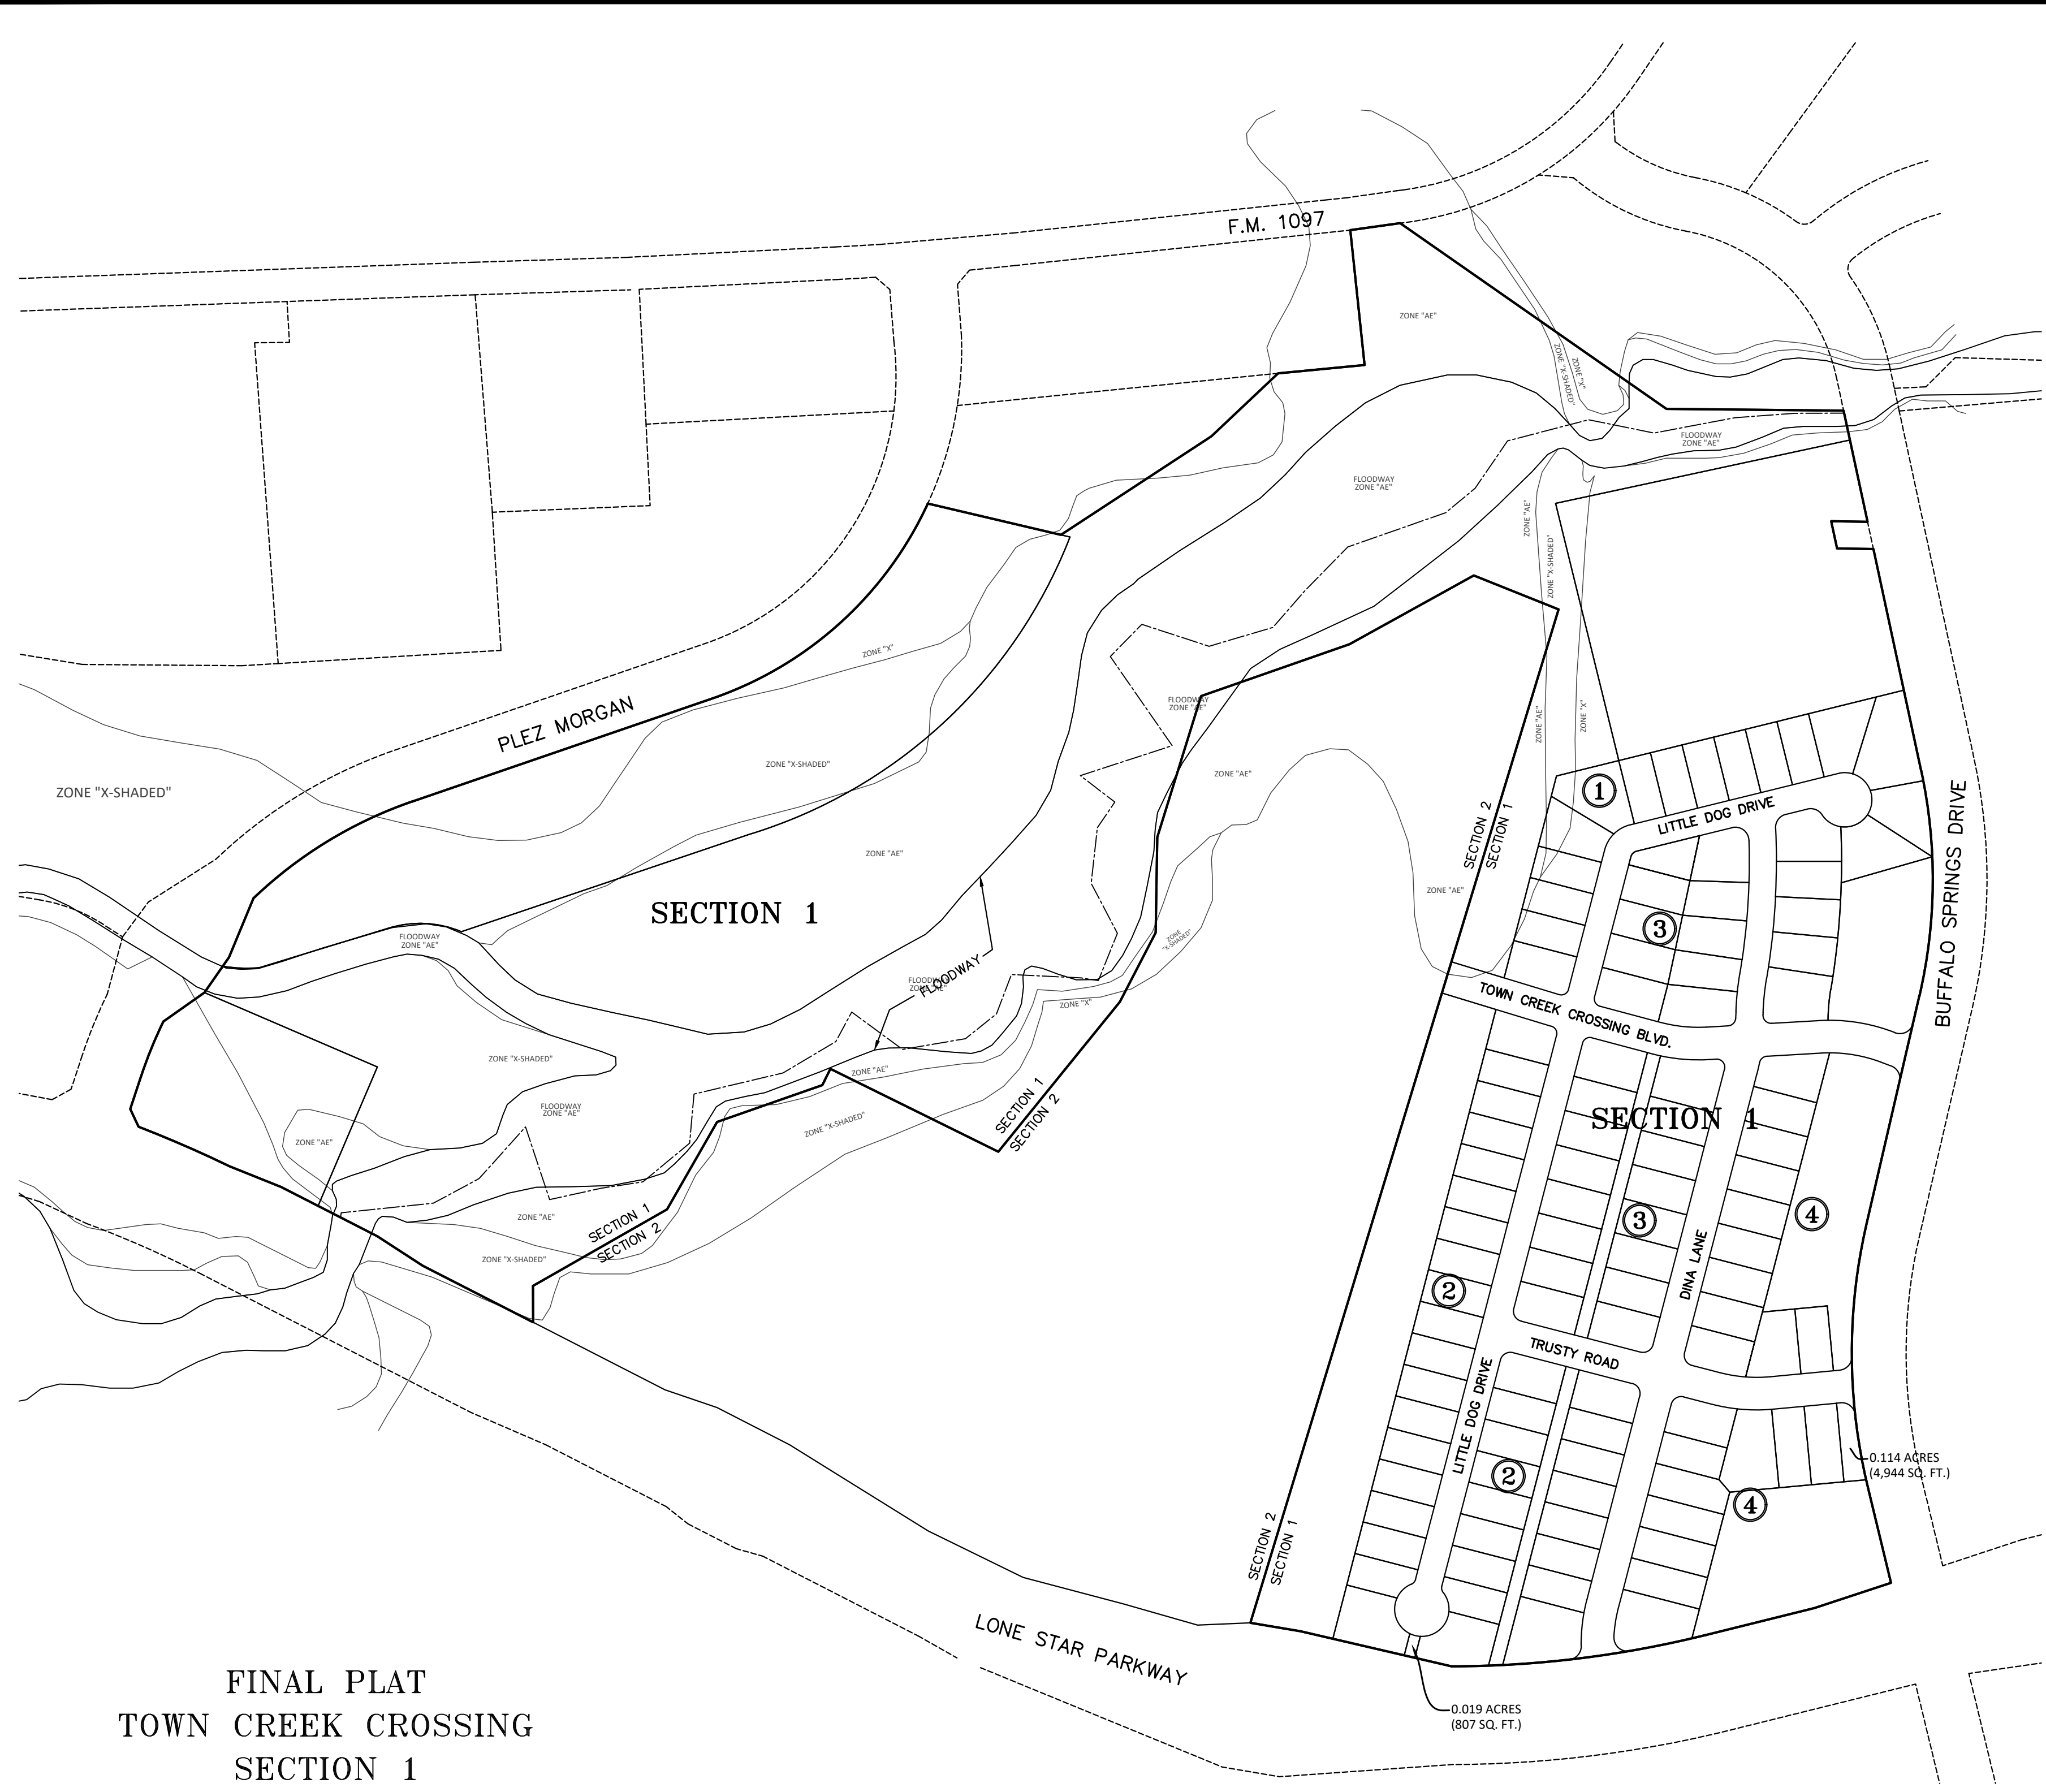 F.M. 1097
ZONE "AE"
ZONE "X"
ZONE "X-SHADED"
FLOODWAY
ZONE "AE"
FLOODWAY
ZONE "AE"
ZONE "AE"
ZONE "X-SHADED"
ZONE "X"
PLEZ MORGAN
FLOODWAY
ZONE "AE"
ZONE "AE"
ZONE "X"
ZONE "X-SHADED"
ZONE "X-SHADED"
ZONE "AE"
1
LITTLE DOG DRIVE
SECTION 2
SECTION 1
BUFFALO SPRINGS DRIVE
ZONE "AE"
ZONE "AE"
SECTION 1
3
FLOODWAY
ZONE "AE"
ZONE
"X-SHADED"
FLOODWAY
FLOODWAY
ZONE "AE"
ZONE "X"
TOWN CREEK CROSSING BLVD.
ZONE "X-SHADED"
ZONE "AE"
FLOODWAY
ZONE "AE"
ZONE "X-SHADED"
SECTION 1
SECTION 2
SECTION 1
ZONE "AE"
ZONE "AE"
SECTION 1
SECTION 2
ZONE "X-SHADED"
3
4
DINA LANE
2
TRUSTY ROAD
LITTLE DOG DRIVE
2
4
0.114 ACRES
(4,944 SQ. FT.)
SECTION 2
SECTION 1
LONE STAR PARKWAY
0.019 ACRES
(807 SQ. FT.)
FINAL PLAT
TOWN CREEK CROSSING
SECTION 1